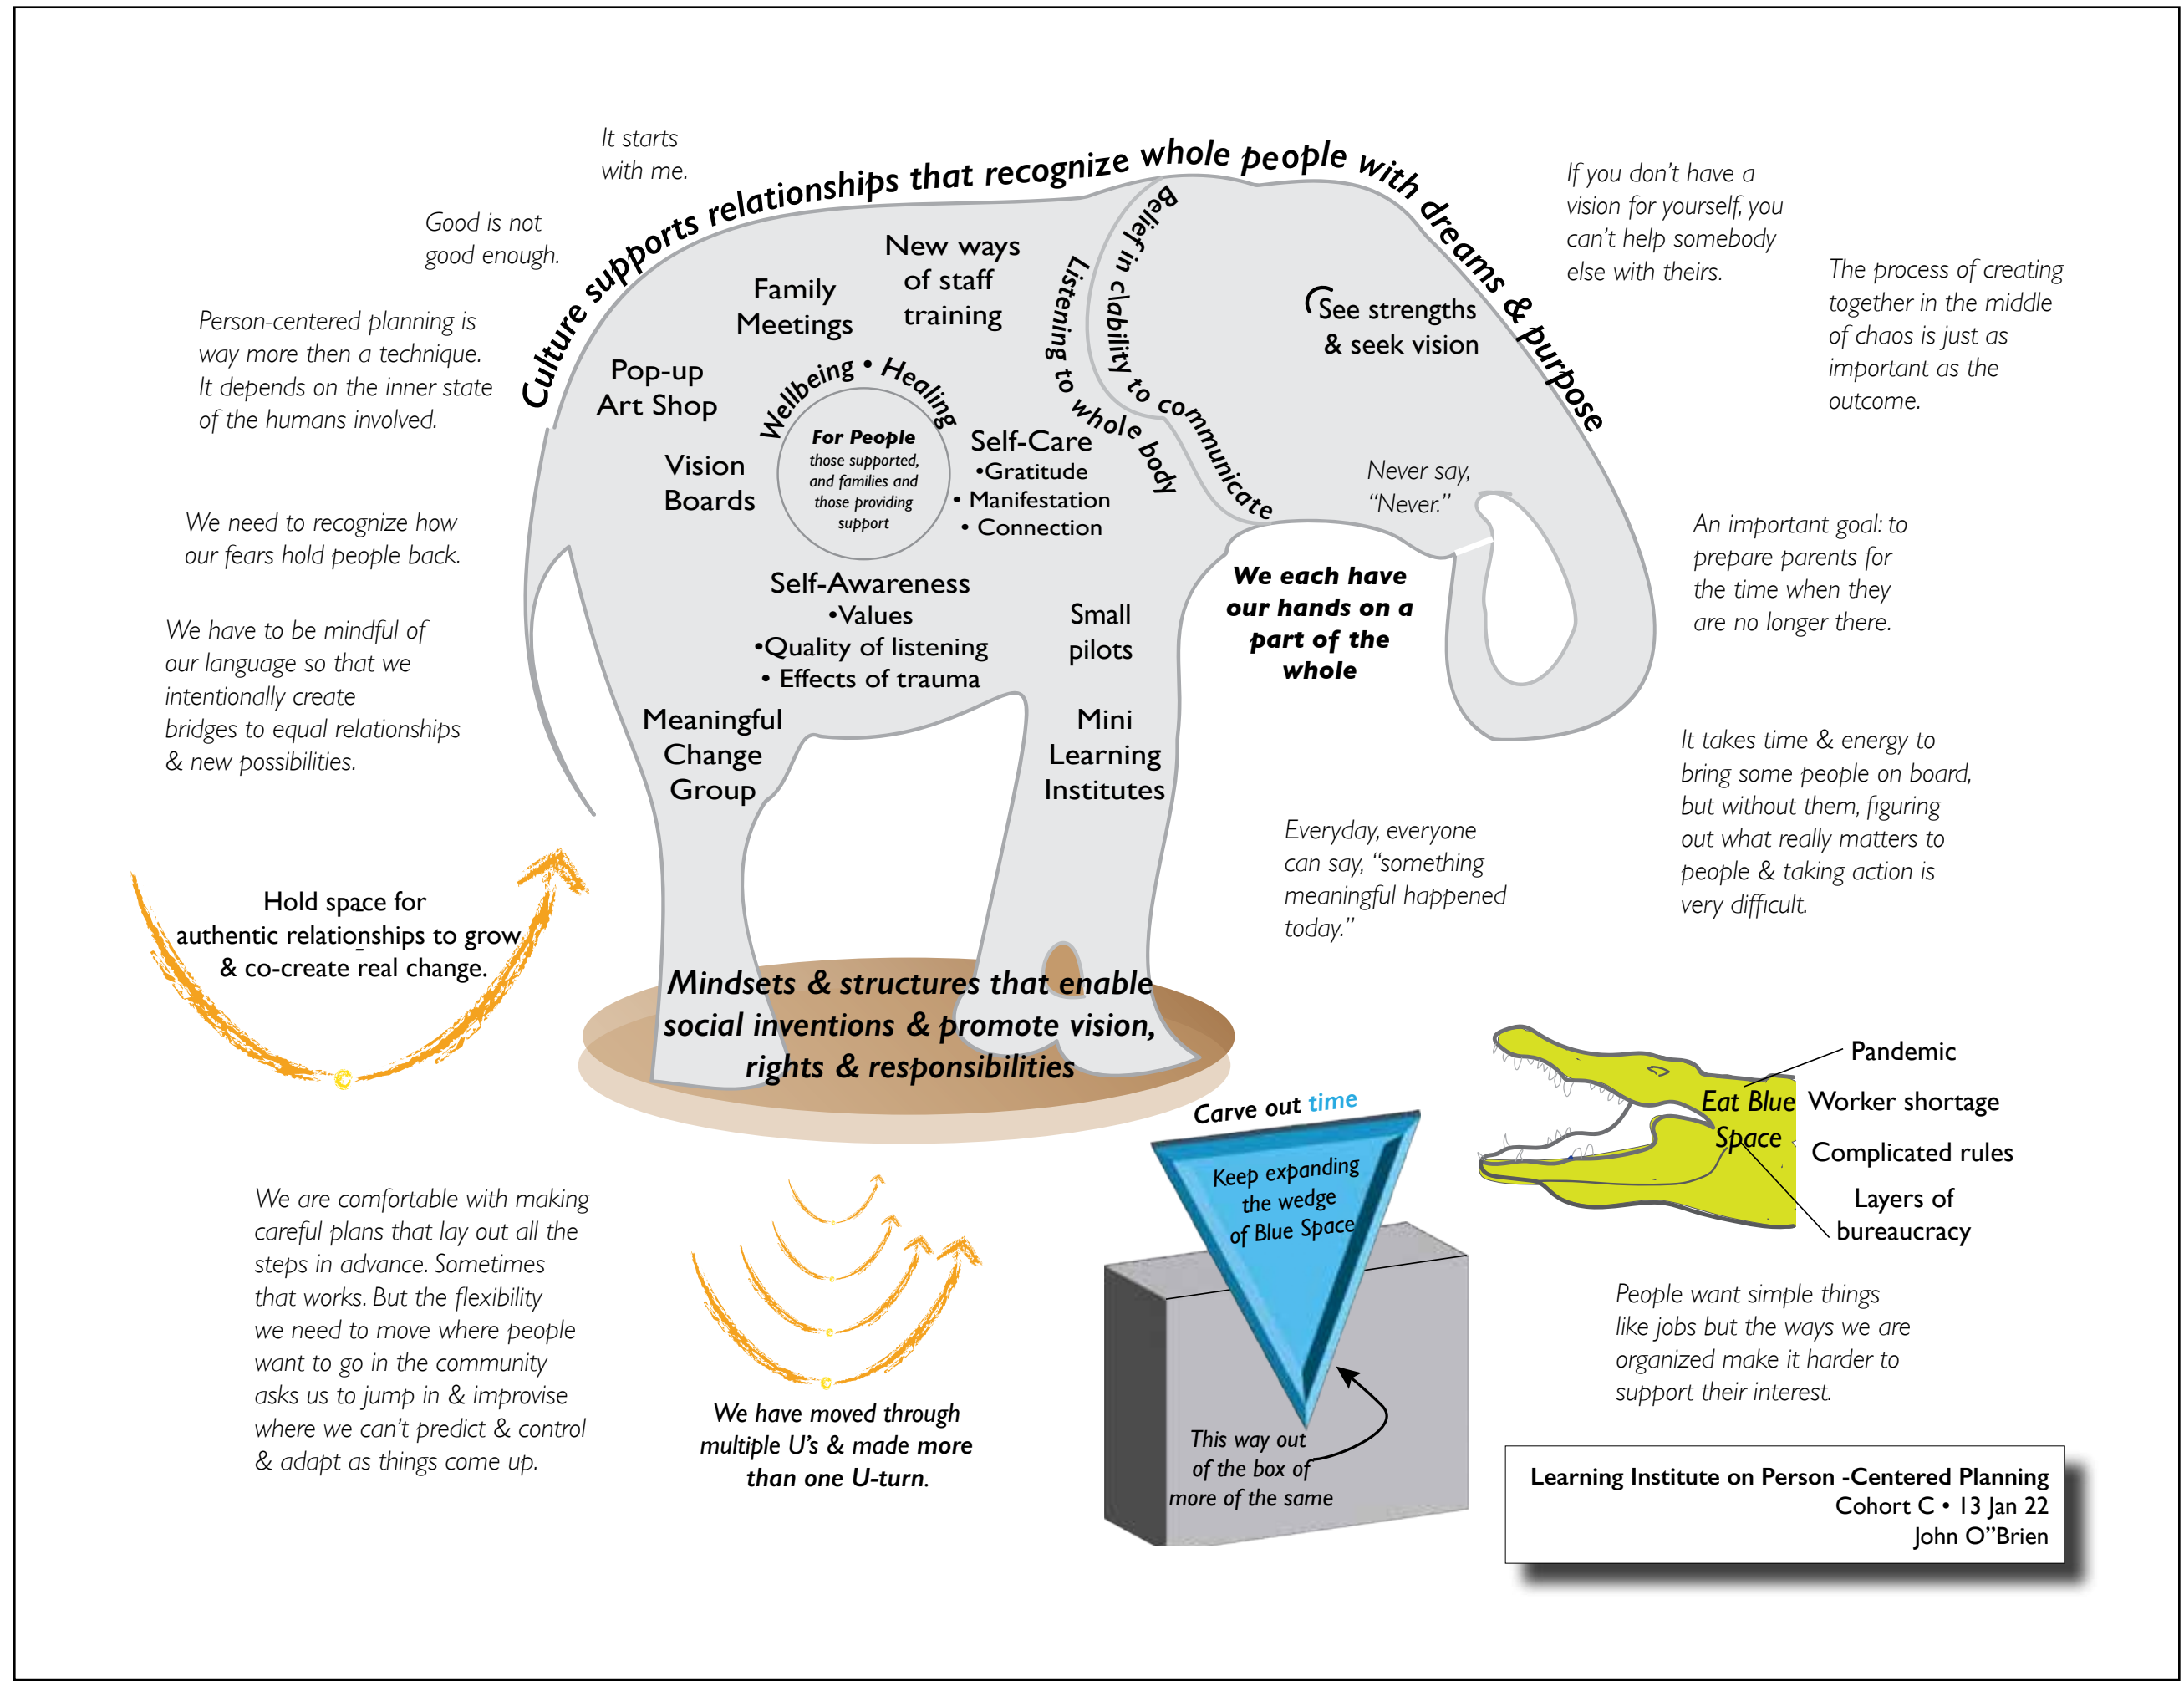 It starts
with me.
Culture supports relationships that recognize whole people with dreams & purpose
Good is not
good enough.
Person-centered planning is
way more then a technique.
It depends on the inner state
of the humans involved.
We need to recognize how
our fears hold people back.
We have to be mindful of
our language so that we
intentionally create
bridges to equal relationships
& new possibilities.
New ways
of staff
training
Family
Meetings
Pop-up
Art Shop
Vision
Boards
Wellbeing • Healing
For People
those supported,
and families and
those providing
support
Self-Care
•Gratitude
• Manifestation
• Connection
Listening to whole body
Belief in clability to communicate
See strengths
& seek vision
Never say,
“Never.”
Self-Awareness
•Values
•Quality of listening
• Effects of trauma
Small
pilots
Meaningful
Change
Group
Mini
Learning
Institutes
We each have
our hands on a
part of the
whole
If you don’t have a
vision for yourself, you
can’t help somebody
else with theirs.
The process of creating
together in the middle
of chaos is just as
important as the
outcome.
An important goal: to
prepare parents for
the time when they
are no longer there.
It takes time & energy to
bring some people on board,
but without them, figuring
out what really matters to
people & taking action is
very difficult.
Everyday, everyone
can say, “something
meaningful happened
today.”
Hold space for
authentic relationships to grow
& co-create real change.
Mindsets & structures that enable
social inventions & promote vision,
rights & responsibilities
We are comfortable with making
careful plans that lay out all the
steps in advance. Sometimes
that works. But the flexibility
we need to move where people
want to go in the community
asks us to jump in & improvise
where we can’t predict & control
& adapt as things come up.
We have moved through
multiple U’s & made more
than one U-turn.
Carve out time
Keep expanding
the wedge
of Blue Space
This way out
of the box of
more of the same
Eat Blue
Space
Pandemic
Worker shortage
Complicated rules
Layers of
bureaucracy
People want simple things
like jobs but the ways we are
organized make it harder to
support their interest.
Learning Institute on Person -Centered Planning
Cohort C • 13 Jan 22
John O”Brien